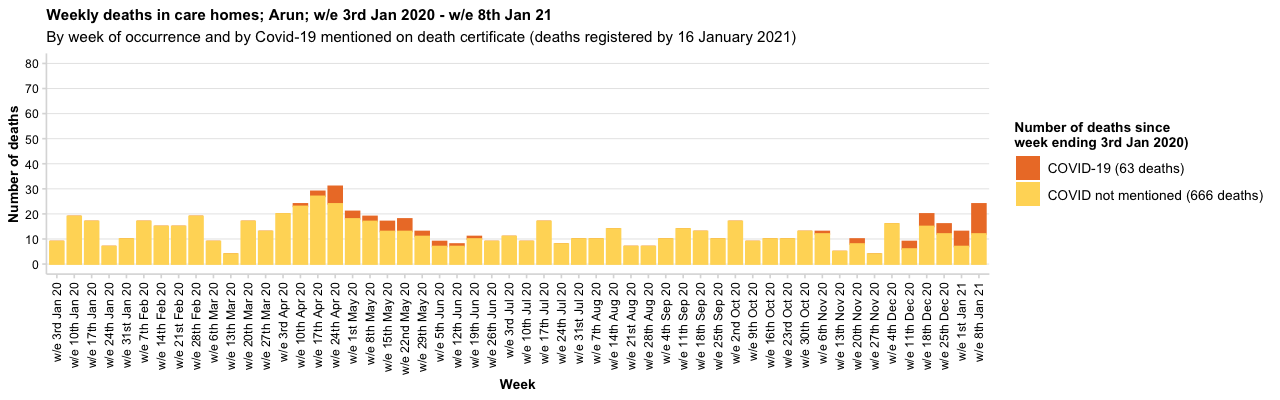 Weekly deaths in care homes; Arun; w/e 3rd Jan 2020 - w/e 8th Jan 21
By week of occurrence and by Covid-19 mentioned on death certificate (deaths registered by 16 January 2021)
Number of deaths
80
70
60
50
40
30
20
10
0
w/e 3rd Jan 20
w/e 10th Jan 20
w/e 17th Jan 20
w/e 24th Jan 20
w/e 31st Jan 20
w/e 7th Feb 20
w/e 14th Feb 20
w/e 21st Feb 20
w/e 28th Feb 20
w/e 6th Mar 20
w/e 13th Mar 20
w/e 20th Mar 20
w/e 27th Mar 20
w/e 3rd Apr 20
w/e 10th Apr 20
w/e 17th Apr 20
w/e 24th Apr 20
w/e 1st May 20
w/e 8th May 20
w/e 15th May 20
w/e 22nd May 20
w/e 29th May 20
w/e 5th Jun 20
w/e 12th Jun 20
w/e 19th Jun 20
w/e 26th Jun 20
w/e 3rd Jul 20
w/e 10th Jul 20
w/e 17th Jul 20
w/e 24th Jul 20
w/e 31st Jul 20
w/e 7th Aug 20
w/e 14th Aug 20
w/e 21st Aug 20
w/e 28th Aug 20
w/e 4th Sep 20
w/e 11th Sep 20
w/e 18th Sep 20
w/e 25th Sep 20
w/e 2nd Oct 20
w/e 9th Oct 20
w/e 16th Oct 20
w/e 23rd Oct 20
w/e 30th Oct 20
w/e 6th Nov 20
w/e 13th Nov 20
w/e 20th Nov 20
w/e 27th Nov 20
w/e 4th Dec 20
w/e 11th Dec 20
w/e 18th Dec 20
w/e 25th Dec 20
w/e 1st Jan 21
w/e 8th Jan 21
Week
Number of deaths since
week ending 3rd Jan 2020)
COVID-19 (63 deaths)
COVID not mentioned (666 deaths)